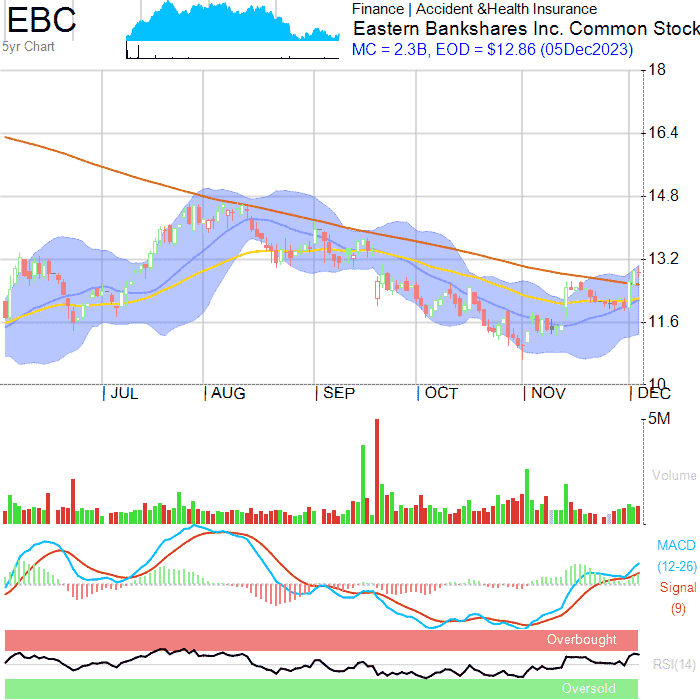 EBC
5yr Chart
Finance | Accident &Health Insurance
Eastern Bankshares Inc. Common Stock
MC = 2.3B, EOD = $12.86 (05Dec2023)
18
16.4
14.8
13.2
11.6
10
JUL AUG SEP OCT NOV DEC
5M
Volume
MACD
(12-26)
Signal
(9)
Overbought
RSI(14)
Oversold